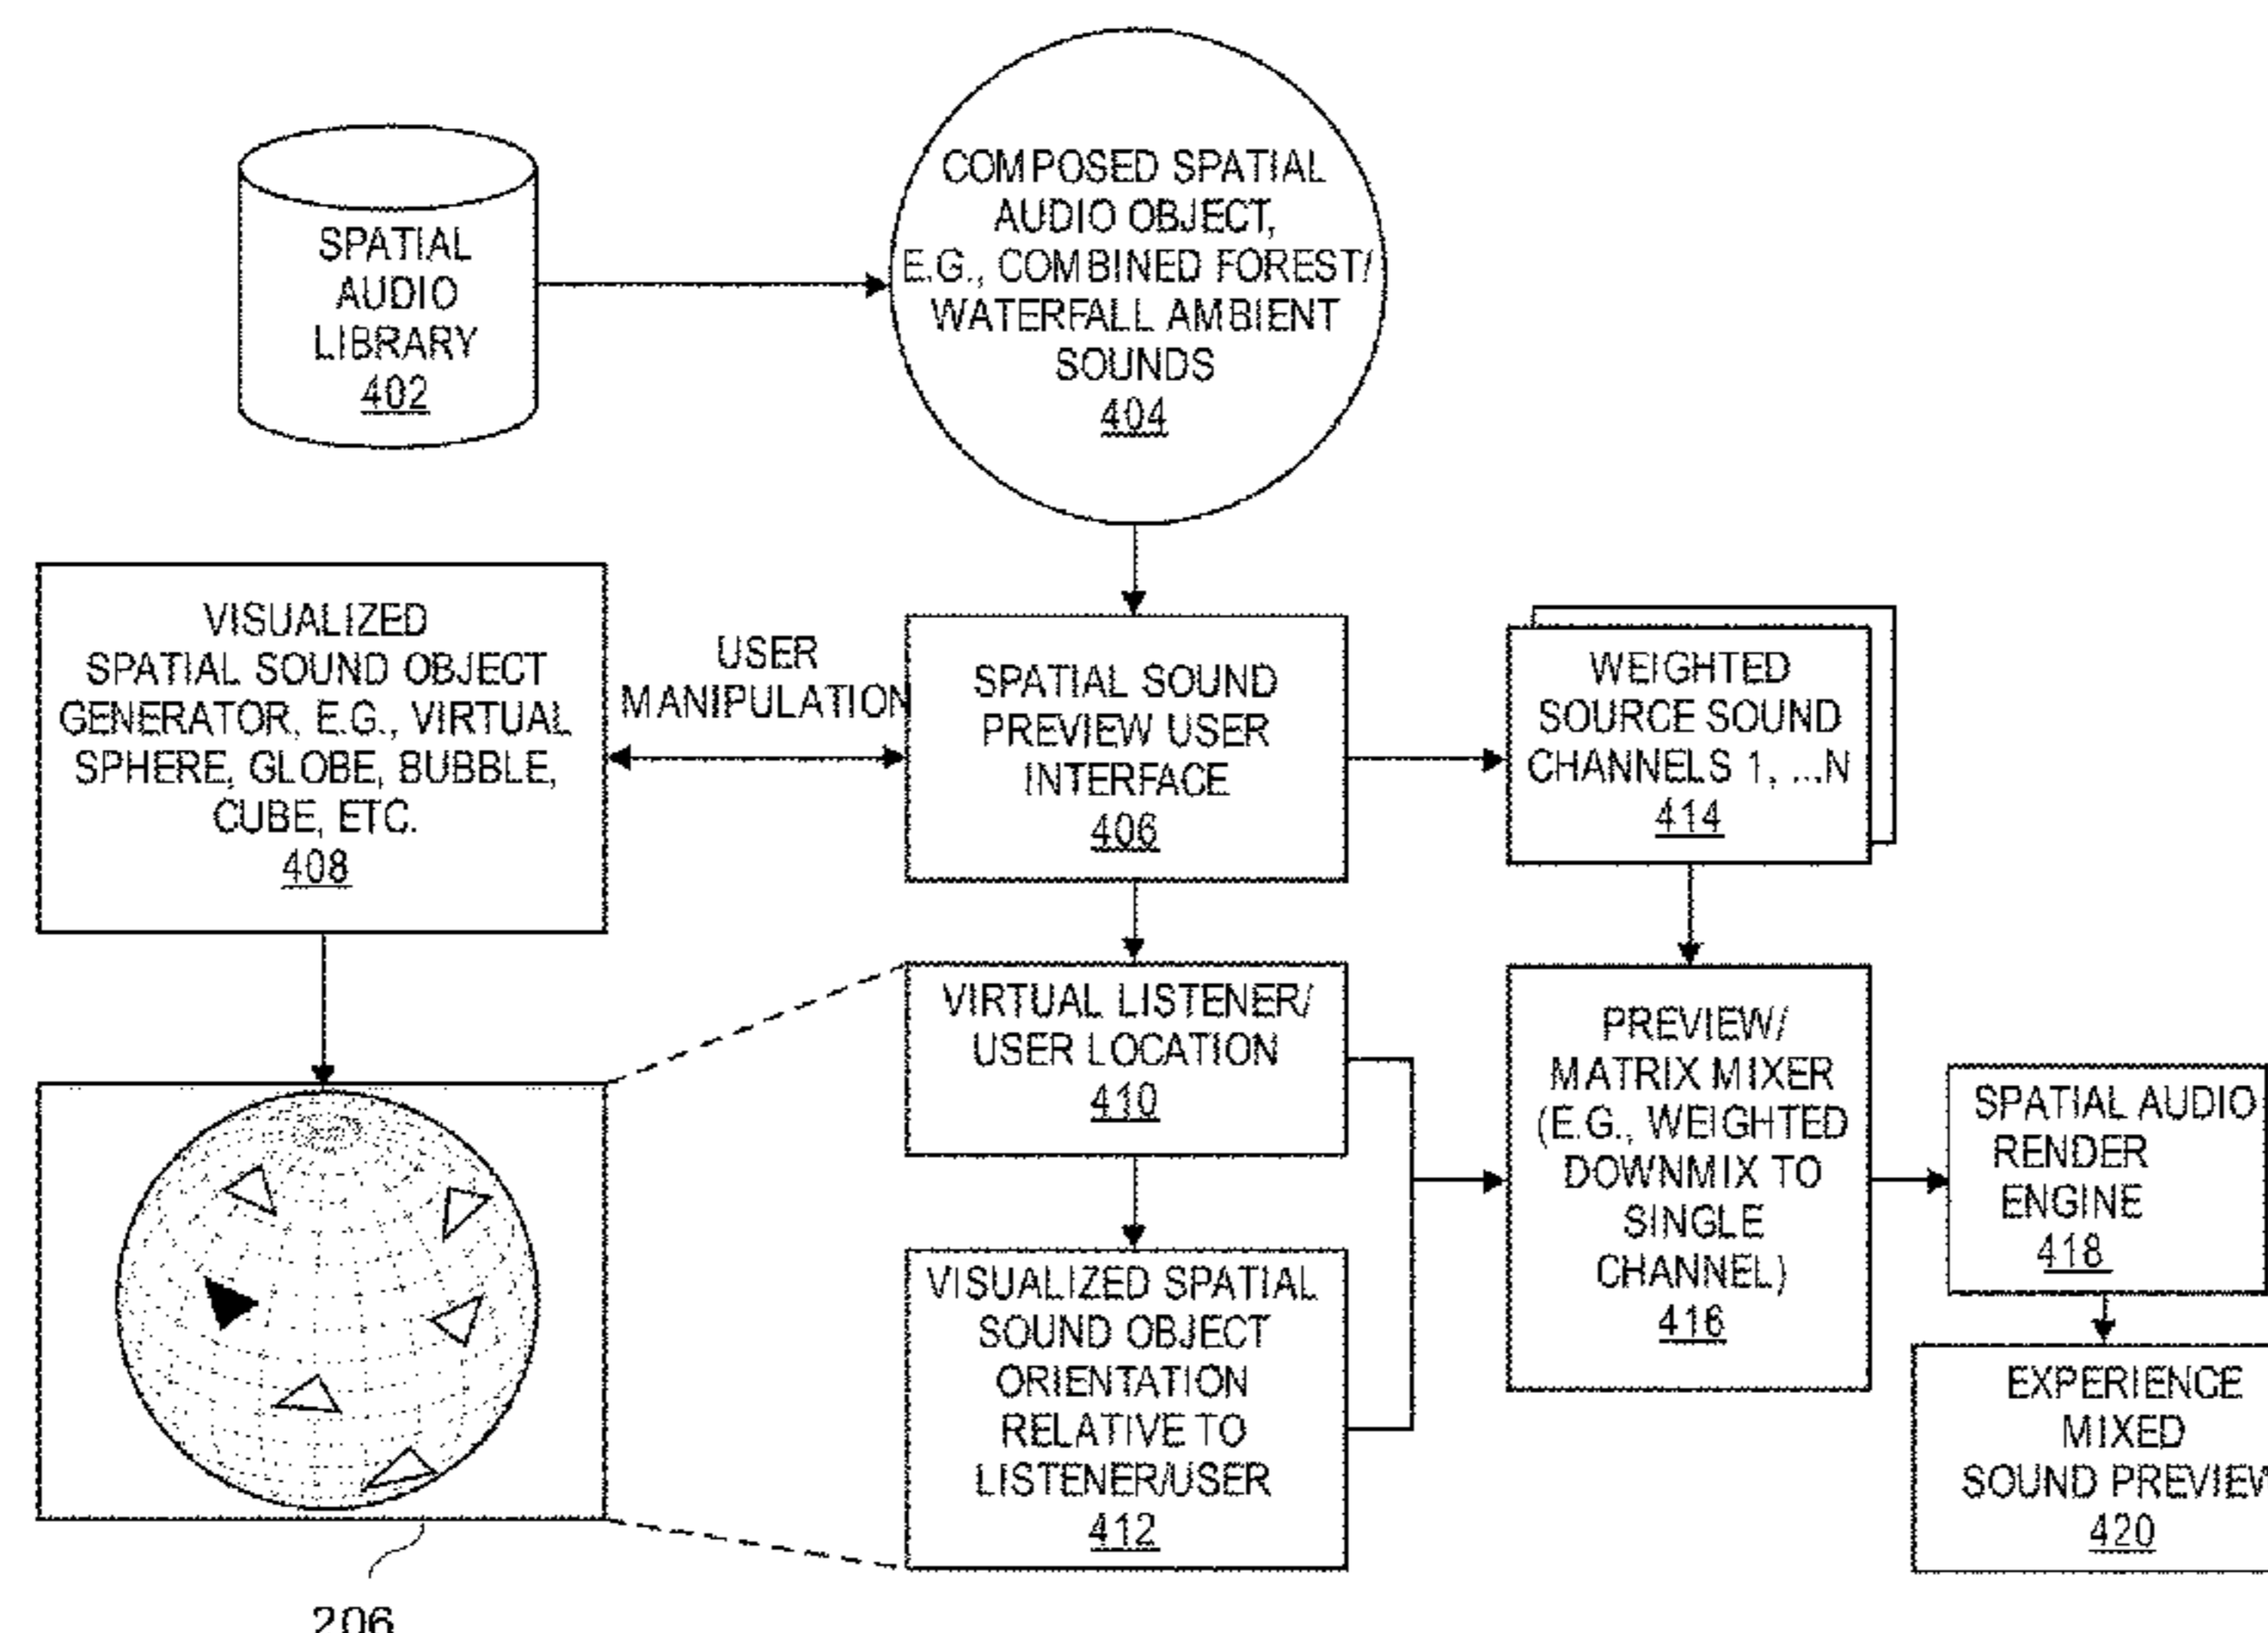 SPATIAL
AUDIO
LIBRARY
402
COMPOSED SPATIAL
AUDIO OBJECT,
E.G., COMBINED FOREST/
WATERFALL AMBIENT
SOUNDS
404
VISUALIZED
SPATIAL SOUND OBJECT
GENERATOR, E.G., VIRTUAL
SPHERE, GLOBE, BUBBLE,
CUBE, ETC.
408
USER
MANIPULATION
SPATIAL SOUND
PREVIEW USER
INTERFACE
406
WEIGHTED
SOURCE SOUND
CHANNELS 1, ...N
414
VIRTUAL LISTENER/
USER LOCATION
410
VISUALIZED SPATIAL
SOUND OBJECT
ORIENTATION
RELATIVE TO
LISTENER/USER
412
PREVIEW/
MATRIX MIXER
(E.G., WEIGHTED
DOWNMIX TO
SINGLE
CHANNEL)
416
SPATIAL AUDIO
RENDER
ENGINE
418
EXPERIENCE
MIXED
SOUND PREVIEW
420
206